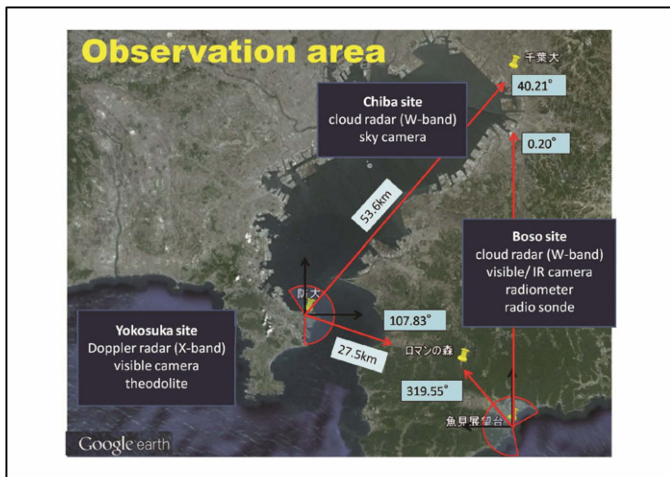 Observation area
千葉大
40.21°
Chiba site
cloud radar (W-band)
sky camera
0.20°
53.6km
Boso site
cloud radar (W-band)
visible/ IR camera
radiometer
radio sonde
防大
107.83°
Yokosuka site
Doppler radar (X-band)
visible camera
theodolite
27.5km
ロマンの森
319.55°
魚見展望台
Google earth